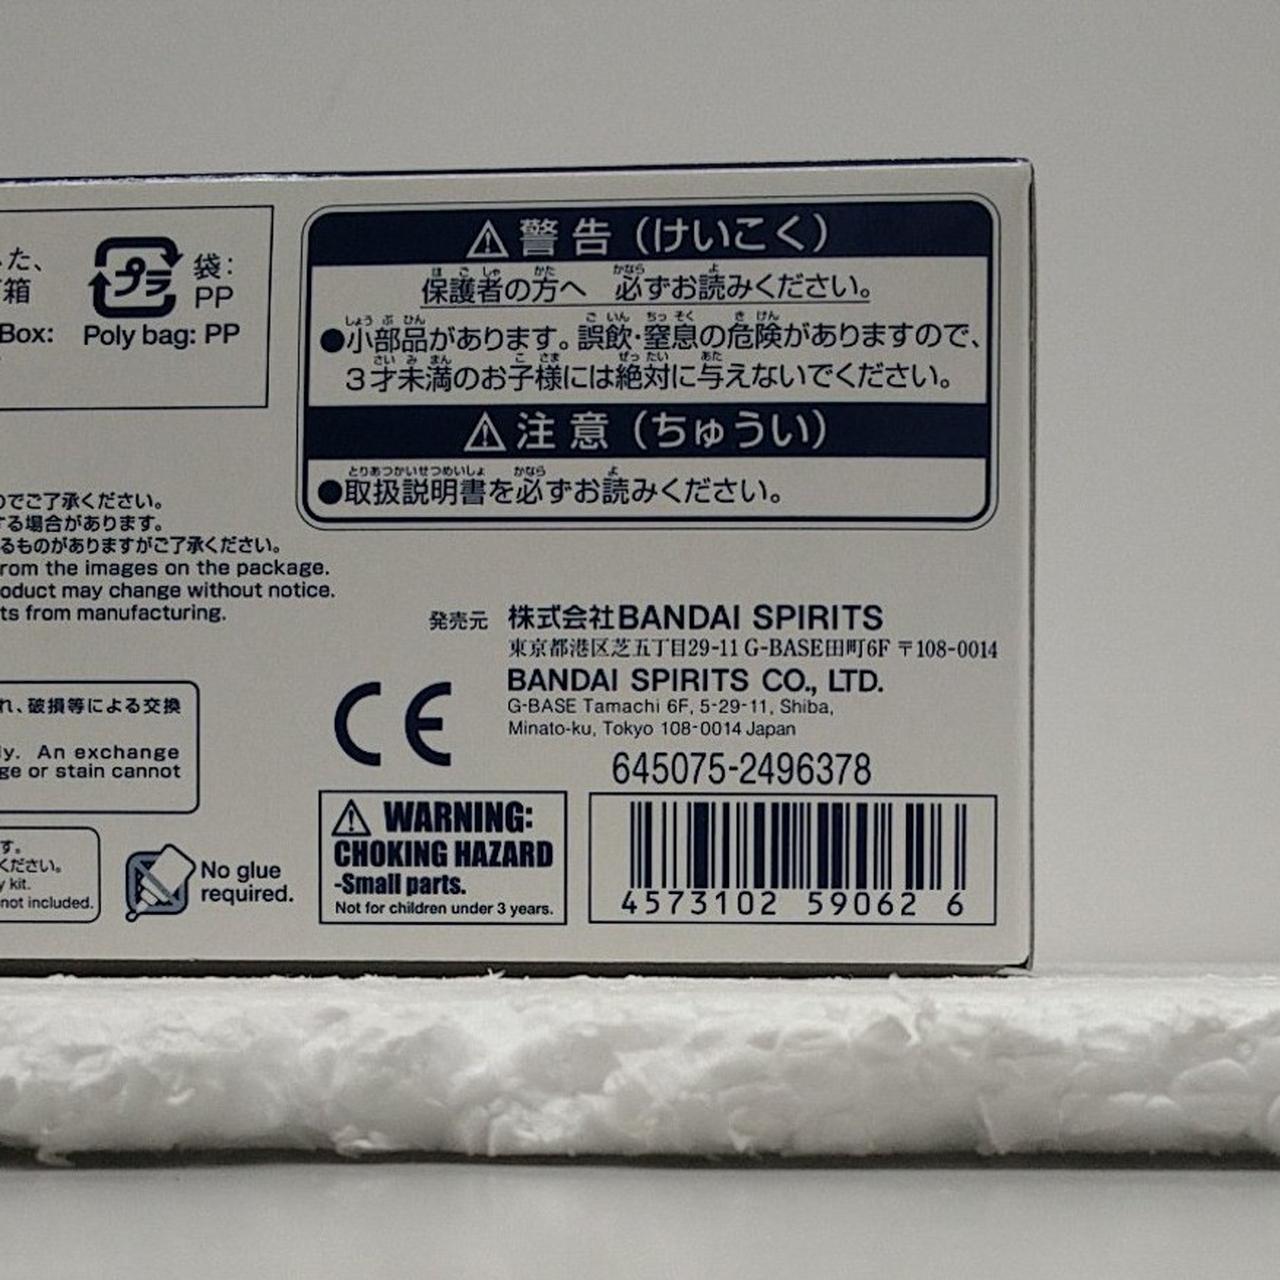 た、
箱
プラ
袋:
PP
Box:
Poly bag: PP
⚠警告(けいこく)
保護者の方へ 必ずお読みください。
●小部品があります。誤飲・窒息の危険がありますので、
3才未満のお子様には絶対に与えないでください。
⚠注意(ちゅうい)
●取扱説明書を必ずお読みください。
のでご了承ください。
する場合があります。
るものがありますがご了承ください。
rom the images on the package.
oduct may change without notice.
ts from manufacturing.
発売元 株式会社BANDAI SPIRITS
東京都港区芝五丁目29-11 G-BASE田町6F 〒108-0014
BANDAI SPIRITS CO., LTD.
G-BASE Tamachi 6F, 5-29-11, Shiba,
Minato-ku, Tokyo 108-0014 Japan
れ、破損等による交換
ly. An exchange
ge or stain cannot
CE
645075-2496378
す。
ください。
y kit.
not included.
No glue
required.
⚠ WARNING:
CHOKING HAZARD
-Small parts.
Not for children under 3 years.
4573102 59062 6